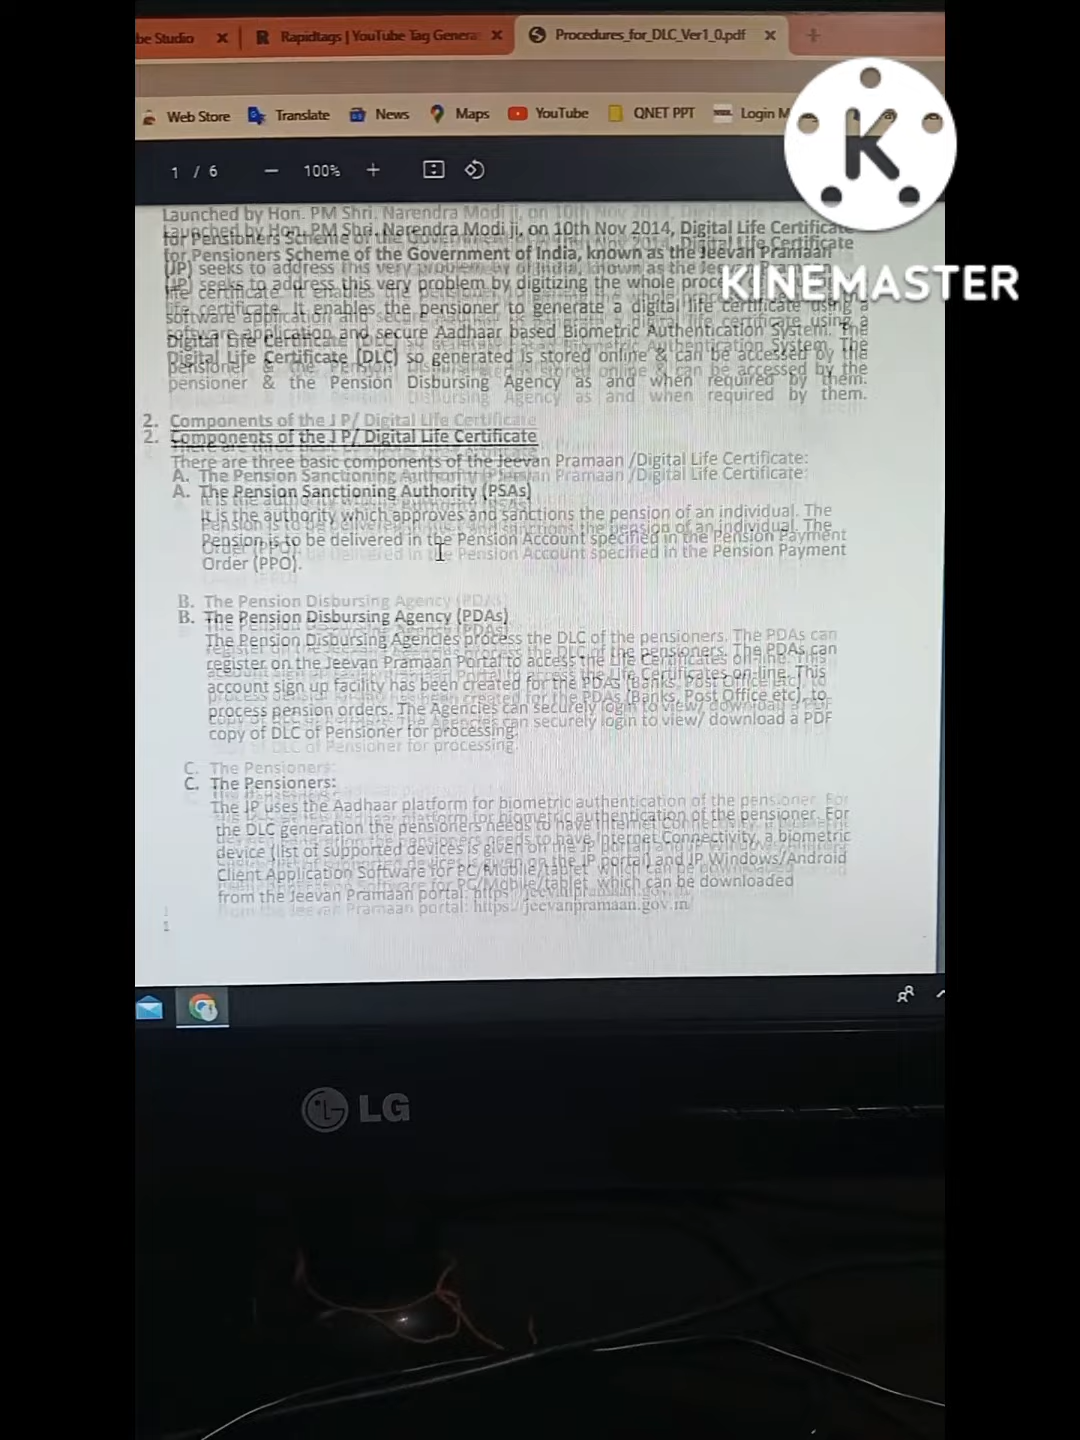 be Studio
Rapidtags | YouTube Tag Genera
Procedures_for_DLC_Ver1_0.pdf
Web Store
Translate
News
Maps
YouTube
QNET PPT
Login M
K
KINEMASTER
1 / 6
100%
Launched by Hon. PM Shri. Narendra Modi ji, on 10th Nov 2014, Digital Life Certificate
for Pensioners Scheme of the Government of India, known as the Jeevan Pramaan
(JP) seeks to address this very problem by digitizing the whole
life certificate. It enables the pensioner to generate a digital life certificate using a
software application and secure Aadhaar based Biometric Authentication System. The
Digital Life Certificate (DLC) so generated is stored online & can be accessed by the
pensioner & the Pension Disbursing Agency as and when required by them.
2. Components of the J P/ Digital Life Certificate
There are three basic components of the Jeevan Pramaan /Digital Life Certificate:
A. The Pension Sanctioning Authority (PSAs)
It is the authority which approves and sanctions the pension of an individual. The
Pension is to be delivered in the Pension Account specified in the Pension Payment
Order (PPO).
B. The Pension Disbursing Agency (PDAs)
The Pension Disbursing Agencies process the DLC of the pensioners. The PDAs can
register on the Jeevan Pramaan Portal to access the Life Certificates on-line. This
account sign up facility has been created for the PDAs (Banks, Post Office etc), to
process pension orders. The Agencies can securely login to view/ download a PDF
copy of DLC of Pensioner for processing.
C. The Pensioners:
The JP uses the Aadhaar platform for biometric authentication of the pensioner. For
the DLC generation the pensioners needs to have Internet Connectivity, a biometric
device (list of supported devices is given on the JP portal) and JP Windows/Android
Client Application Software for PC/Mobile/tablet which can be downloaded
from the Jeevan Pramaan portal: https://jeevanpramaan.gov.in/
1
LG